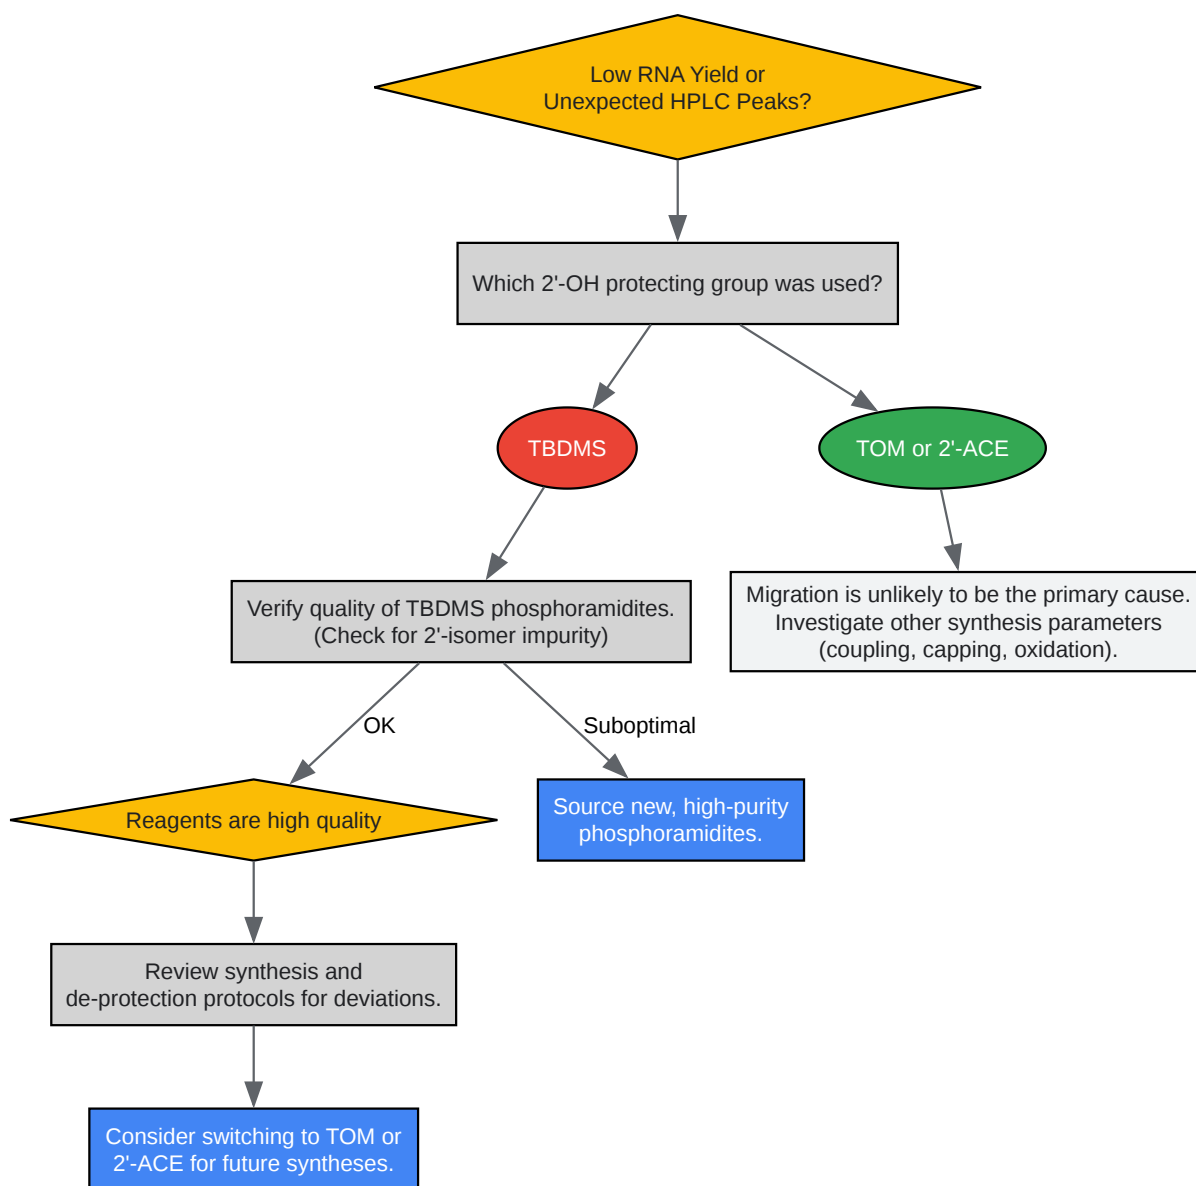 Low RNA Yield or
Unexpected HPLC Peaks?
Which 2'-OH protecting group was used?
TBDMS
TOM or 2'-ACE
Verify quality of TBDMS phosphoramidites.
(Check for 2'-isomer impurity)
Migration is unlikely to be the primary cause.
Investigate other synthesis parameters
(coupling, capping, oxidation).
OK
Suboptimal
Reagents are high quality
Source new, high-purity
phosphoramidites.
Review synthesis and
de-protection protocols for deviations.
Consider switching to TOM or
2'-ACE for future syntheses.